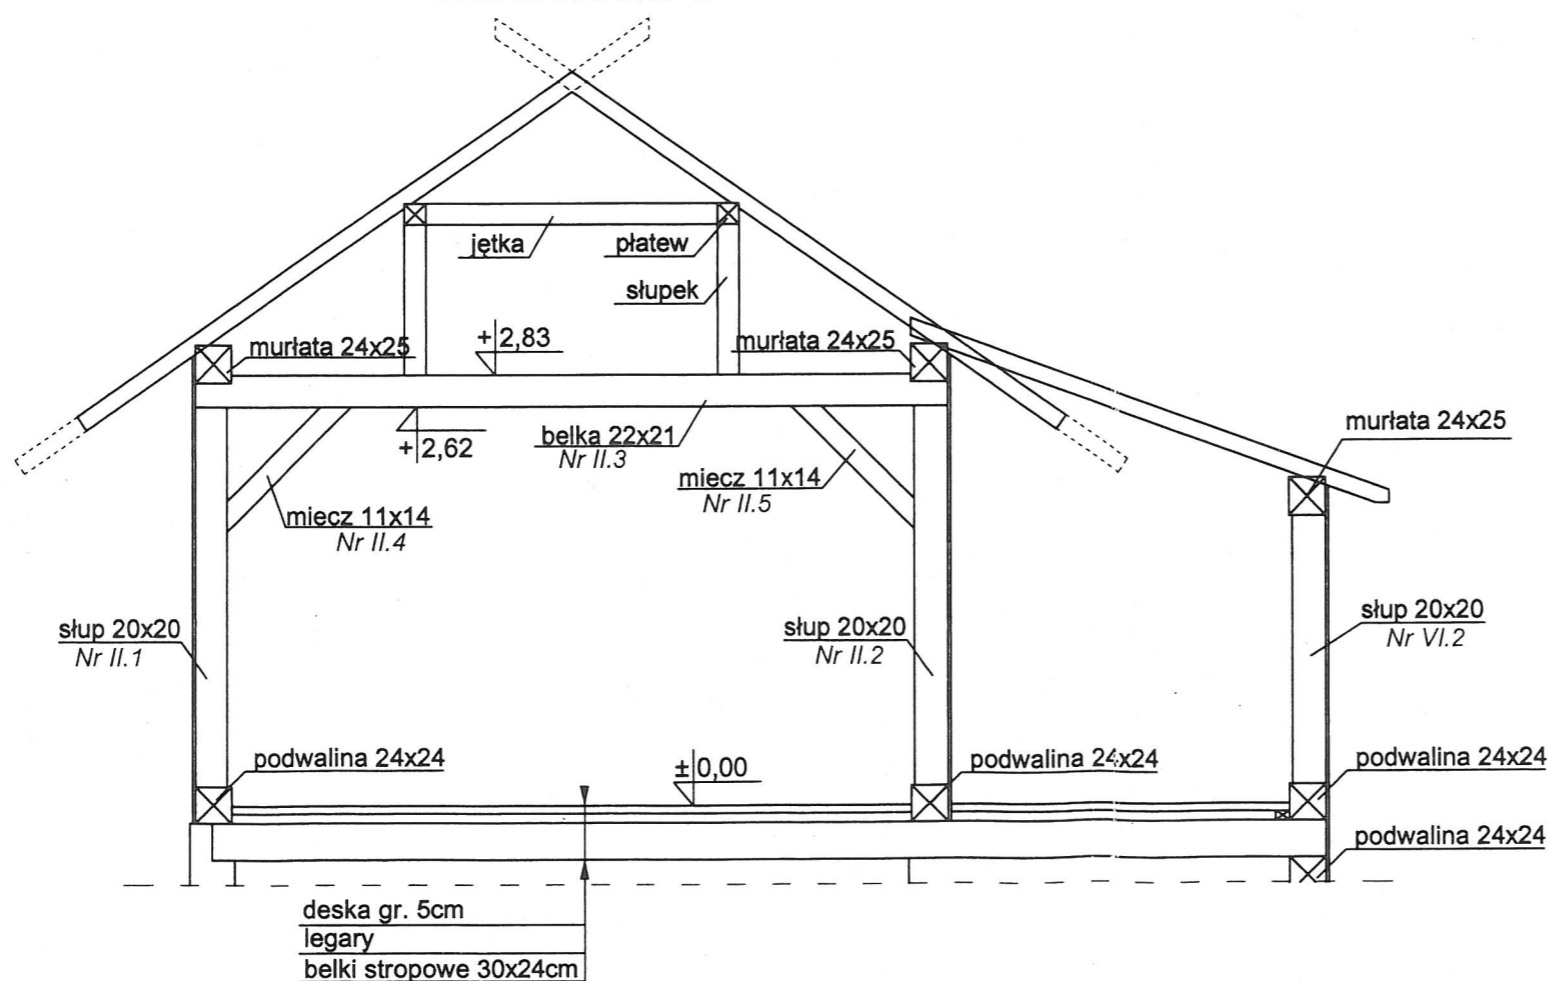 jętka
płatew
słupek
murłata 24x25
+2,83
murłata 24x25
+2,62
belka 22x21
Nr II.3
murłata 24x25
miecz 11x14
Nr II.5
miecz 11x14
Nr II.4
słup 20x20
Nr II.1
słup 20x20
Nr II.2
słup 20x20
Nr VI.2
podwalina 24x24
±0,00
podwalina 24x24
podwalina 24x24
podwalina 24x24
deska gr. 5cm
legary
belki stropowe 30x24cm